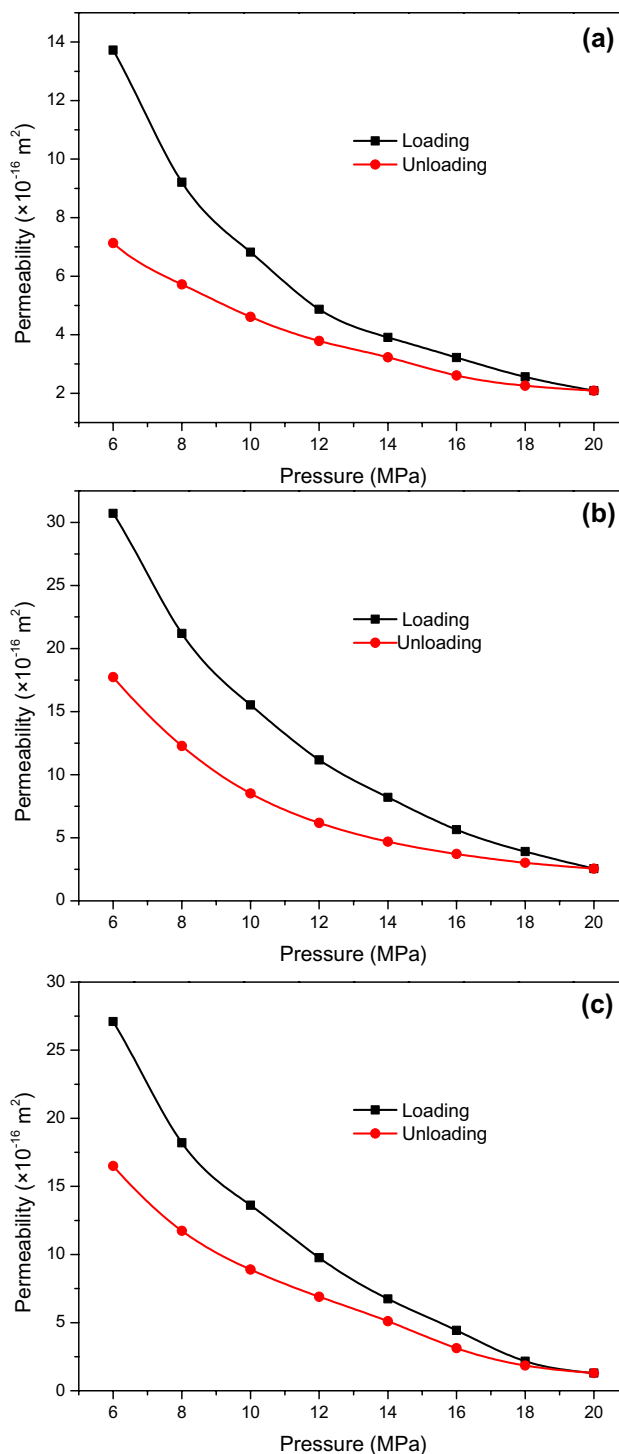 (a)
14
12
10
8
6
4
2
Permeability (×10⁻¹⁶ m²)
Loading
Unloading
6 8 10 12 14 16 18 20
Pressure (MPa)
(b)
30
25
20
15
10
5
0
Permeability (×10⁻¹⁶ m²)
Loading
Unloading
6 8 10 12 14 16 18 20
Pressure (MPa)
(c)
30
25
20
15
10
5
0
Permeability (×10⁻¹⁶ m²)
Loading
Unloading
6 8 10 12 14 16 18 20
Pressure (MPa)